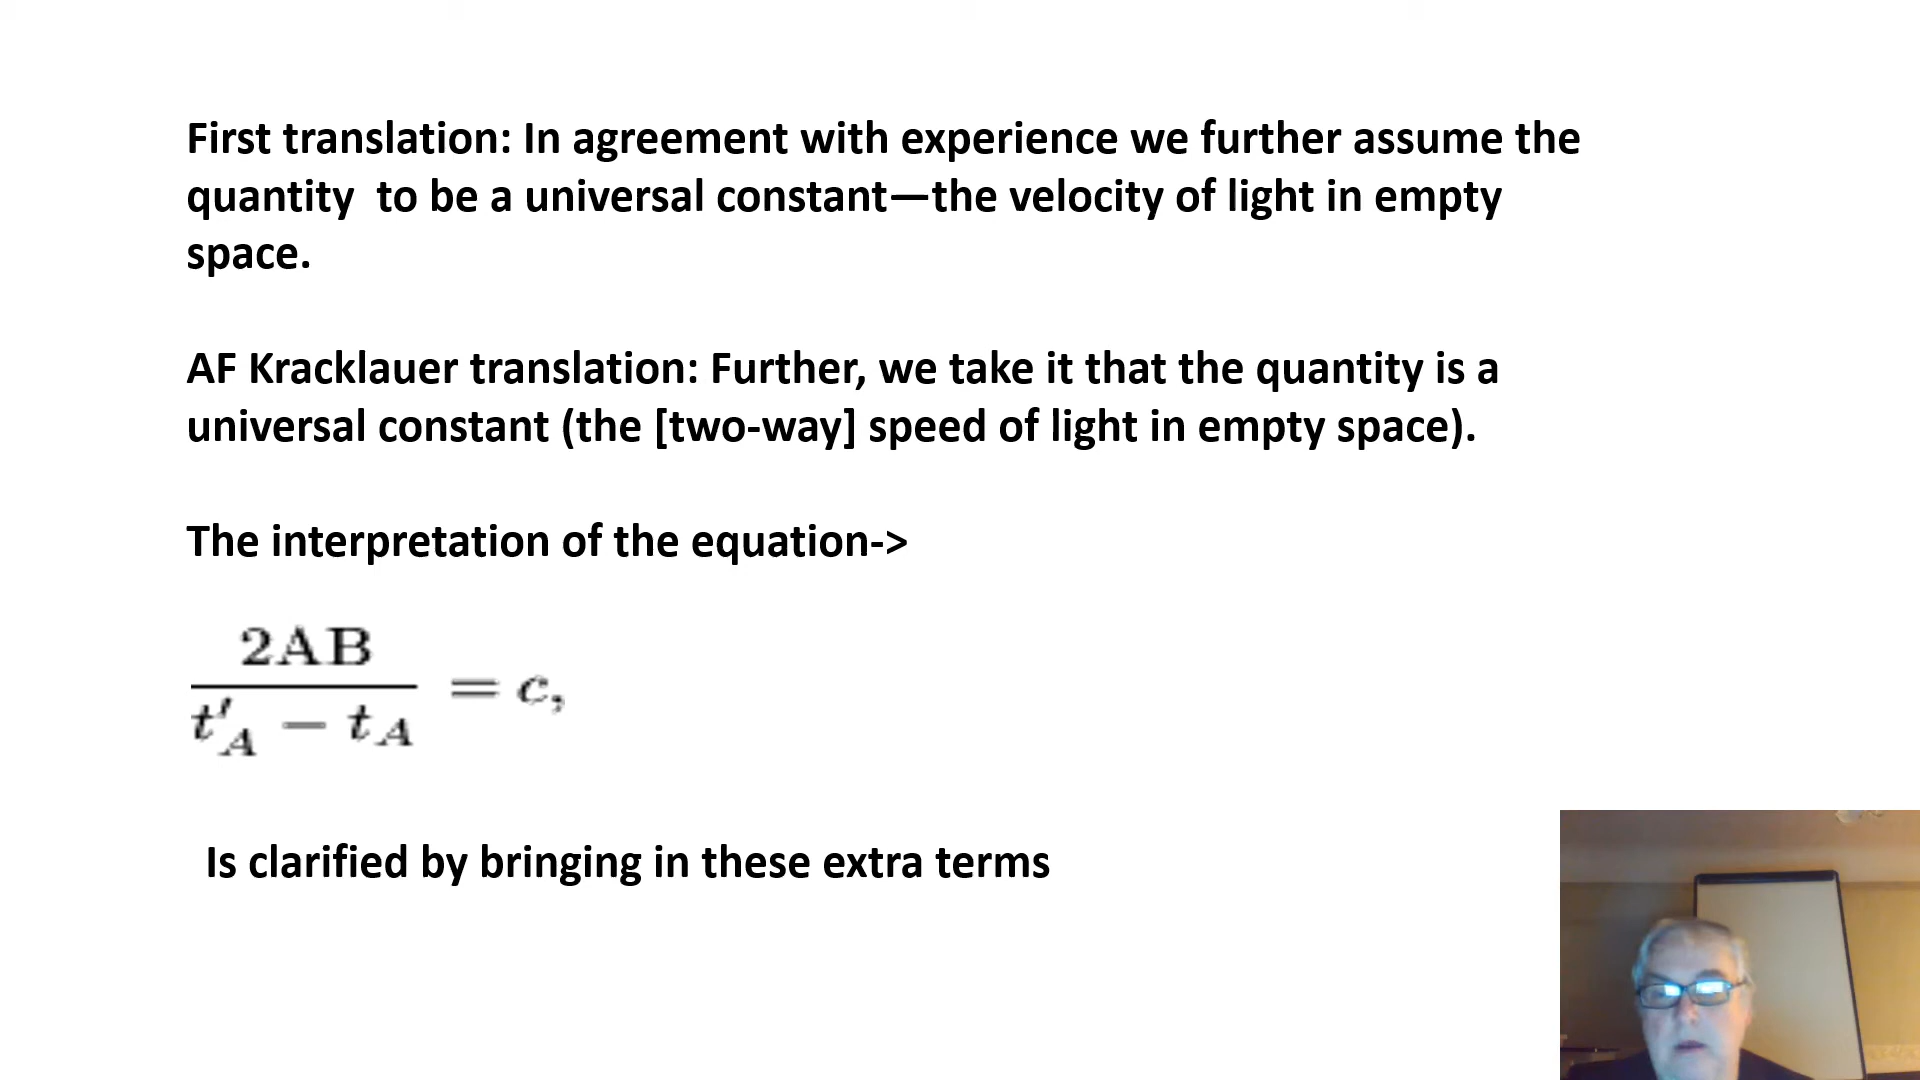 First translation: In agreement with experience we further assume the
quantity  to be a universal constant—the velocity of light in empty
space.
AF Kracklauer translation: Further, we take it that the quantity is a
universal constant (the [two-way] speed of light in empty space).
The interpretation of the equation->
2AB
t′A − tA = c,
Is clarified by bringing in these extra terms